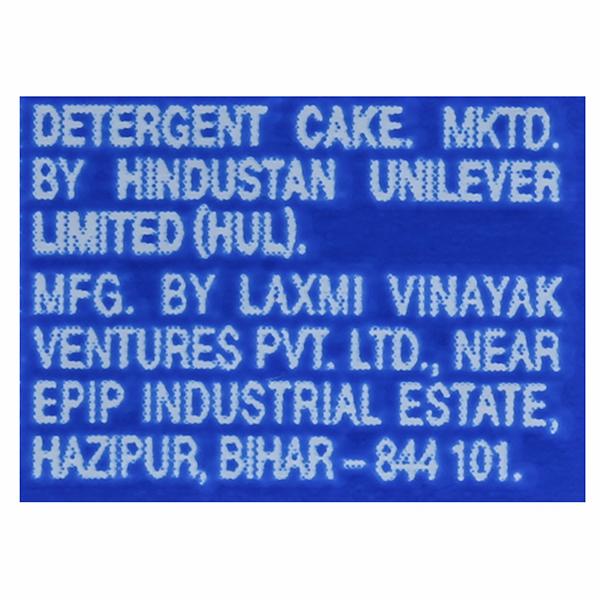 DETERGENT CAKE. MKTD.
BY HINDUSTAN UNILEVER
LIMITED (HUL).
MFG. BY LAXMI VINAYAK
VENTURES PVT. LTD., NEAR
EPIP INDUSTRIAL ESTATE,
HAZIPUR, BIHAR – 844 101.